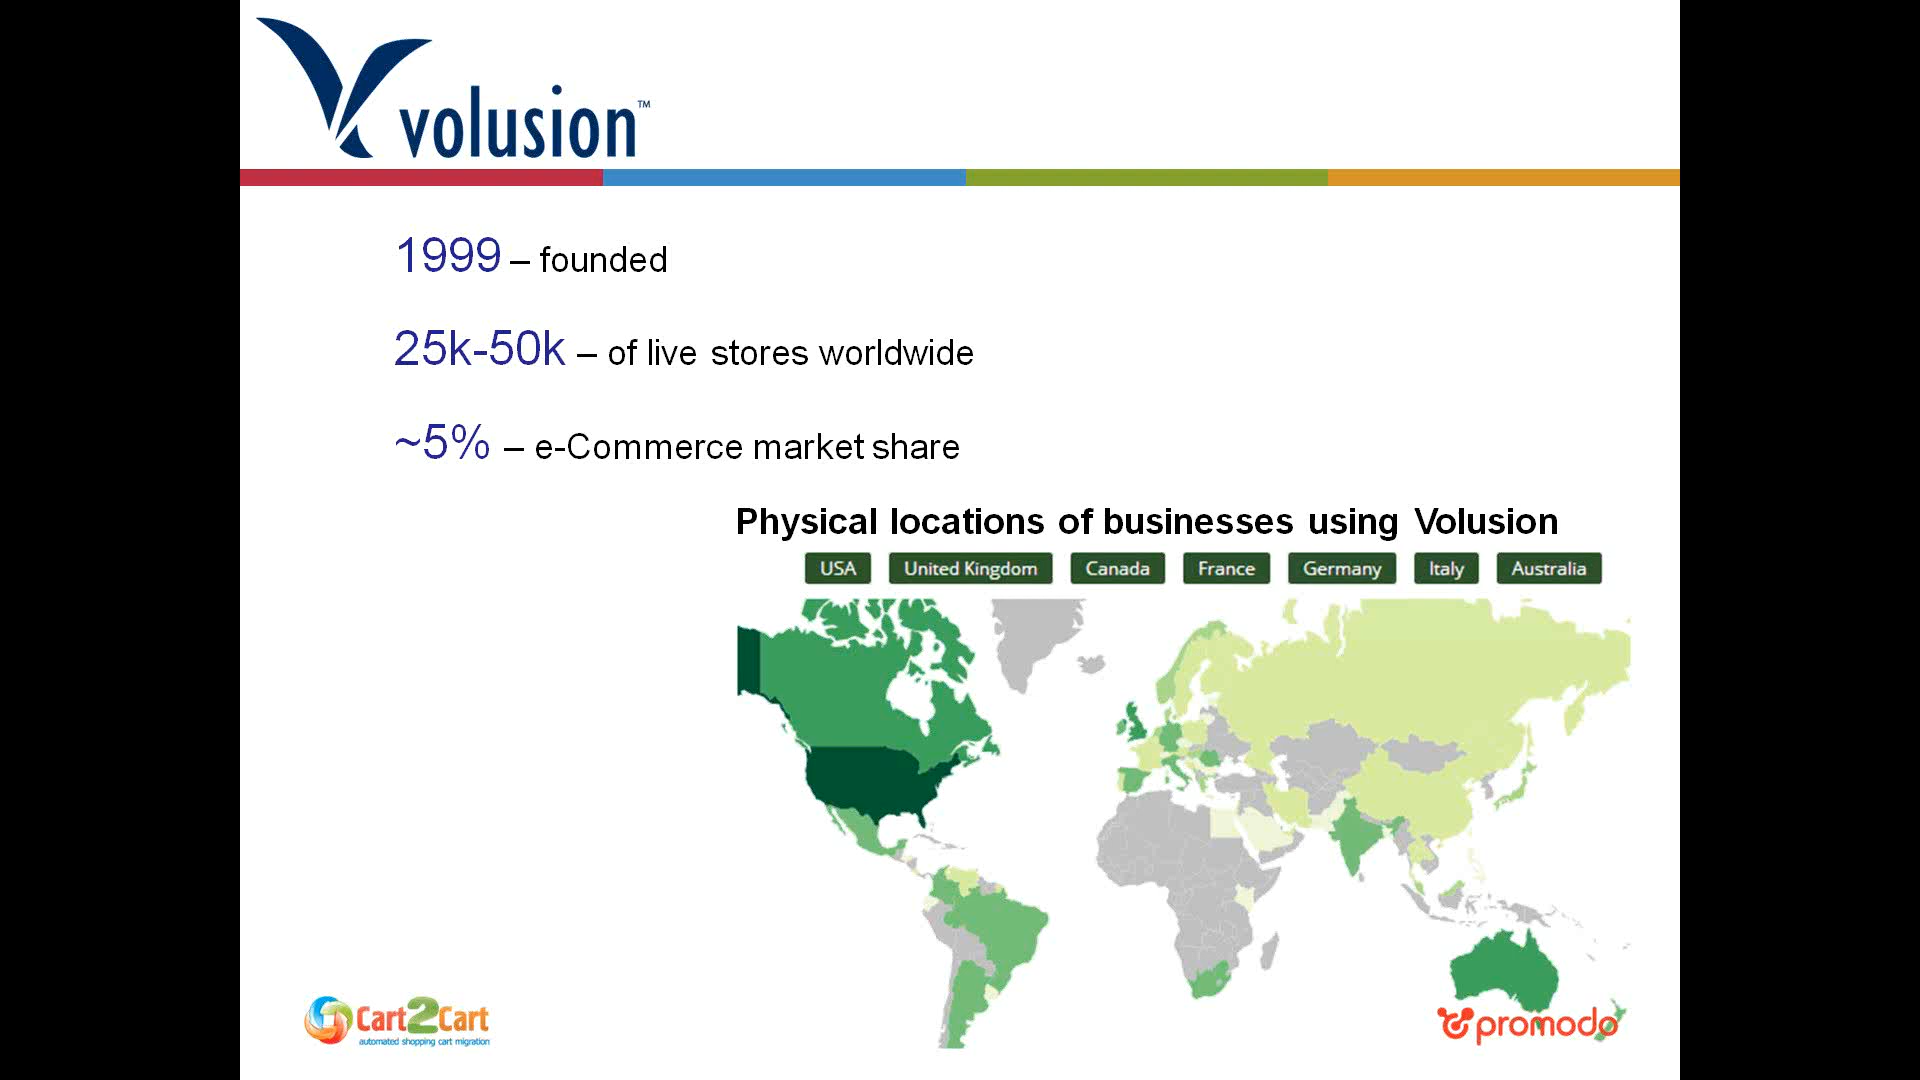 volusion™
1999 – founded
25k-50k – of live stores worldwide
~5% – e-Commerce market share
Physical locations of businesses using Volusion
USA United Kingdom Canada France Germany Italy Australia
Cart2Cart
automated shopping cart migration
promodo